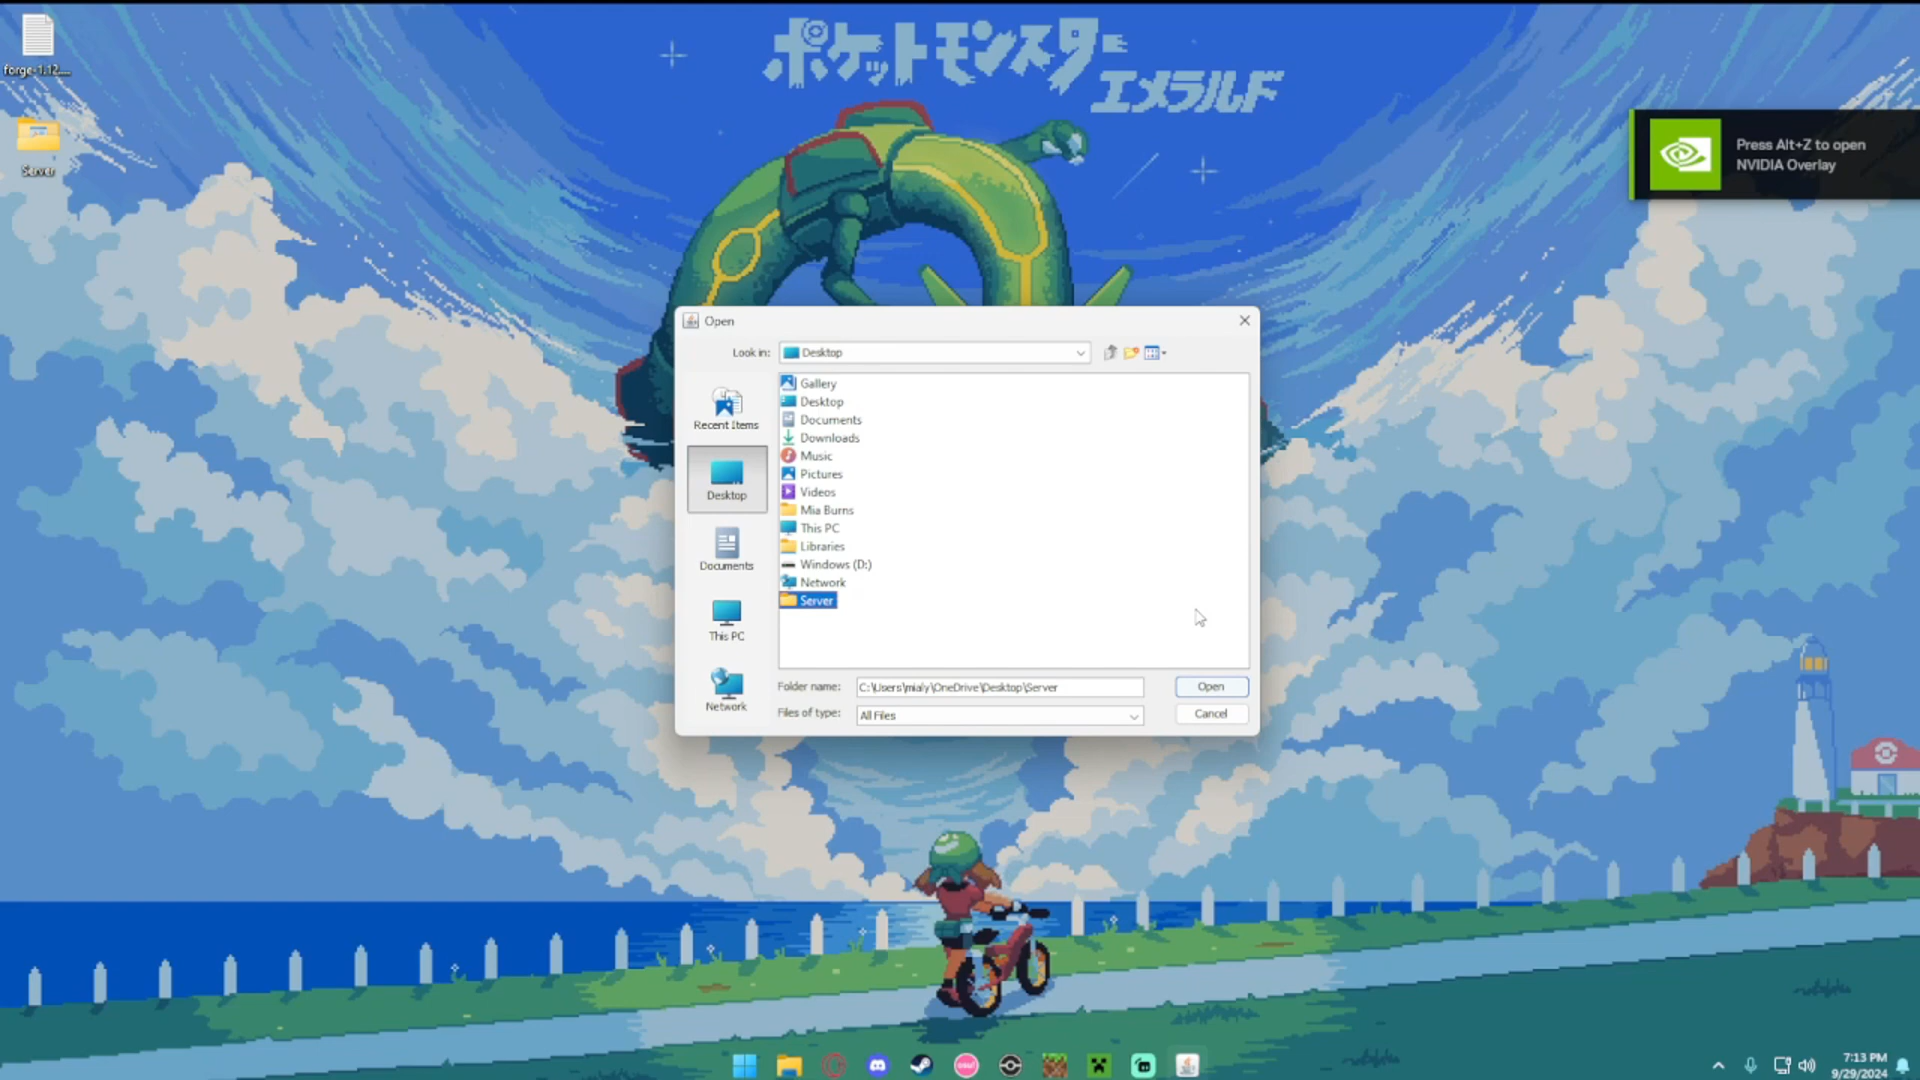 ポケットモンスター
エメラルド
forge-1.12....
Server
Press Alt+Z to open
NVIDIA Overlay
Open
Look in:
Desktop
Recent Items
Desktop
Documents
This PC
Network
Gallery
Desktop
Documents
Downloads
Music
Pictures
Videos
Mia Burns
This PC
Libraries
Windows (D:)
Network
Server
Folder name:
C:\Users\mialy\OneDrive\Desktop\Server
Open
Files of type:
All Files
Cancel
osu!
7:13 PM
9/29/2024